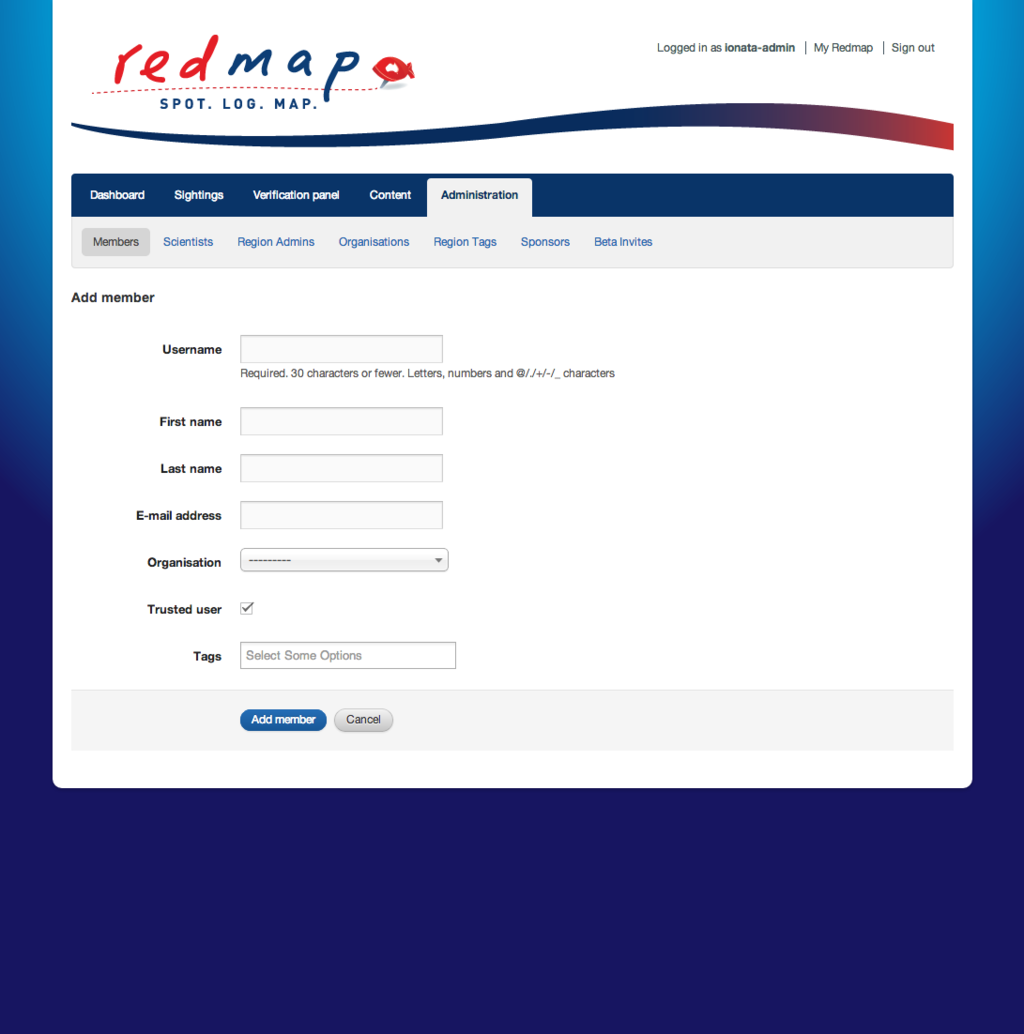 redmap
SPOT. LOG. MAP.
Logged in as ionata-admin | My Redmap | Sign out
Dashboard Sightings Verification panel Content Administration
Members Scientists Region Admins Organisations Region Tags Sponsors Beta Invites
Add member
Username
Required. 30 characters or fewer. Letters, numbers and @/./+/-/_ characters
First name
Last name
E-mail address
Organisation ---------
Trusted user
Tags Select Some Options
Add member Cancel